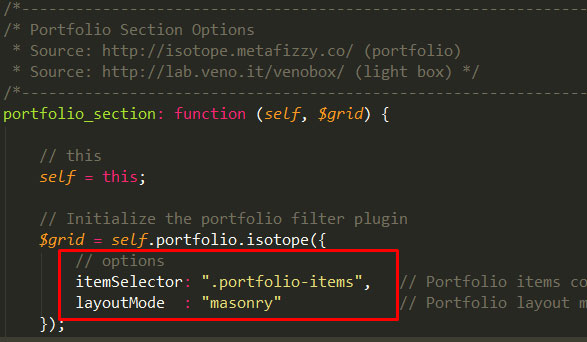 /*------------------------------------------------
/* Portfolio Section Options
* Source: http://isotope.metafizzy.co/ (portfolio)
* Source: http://lab.veno.it/venobox/ (light box) */
/*------------------------------------------------
portfolio_section: function (self, $grid) {
// this
self = this;
// Initialize the portfolio filter plugin
$grid = self.portfolio.isotope({
// options
itemSelector: ".portfolio-items", // Portfolio items co
layoutMode : "masonry" // Portfolio layout m
});